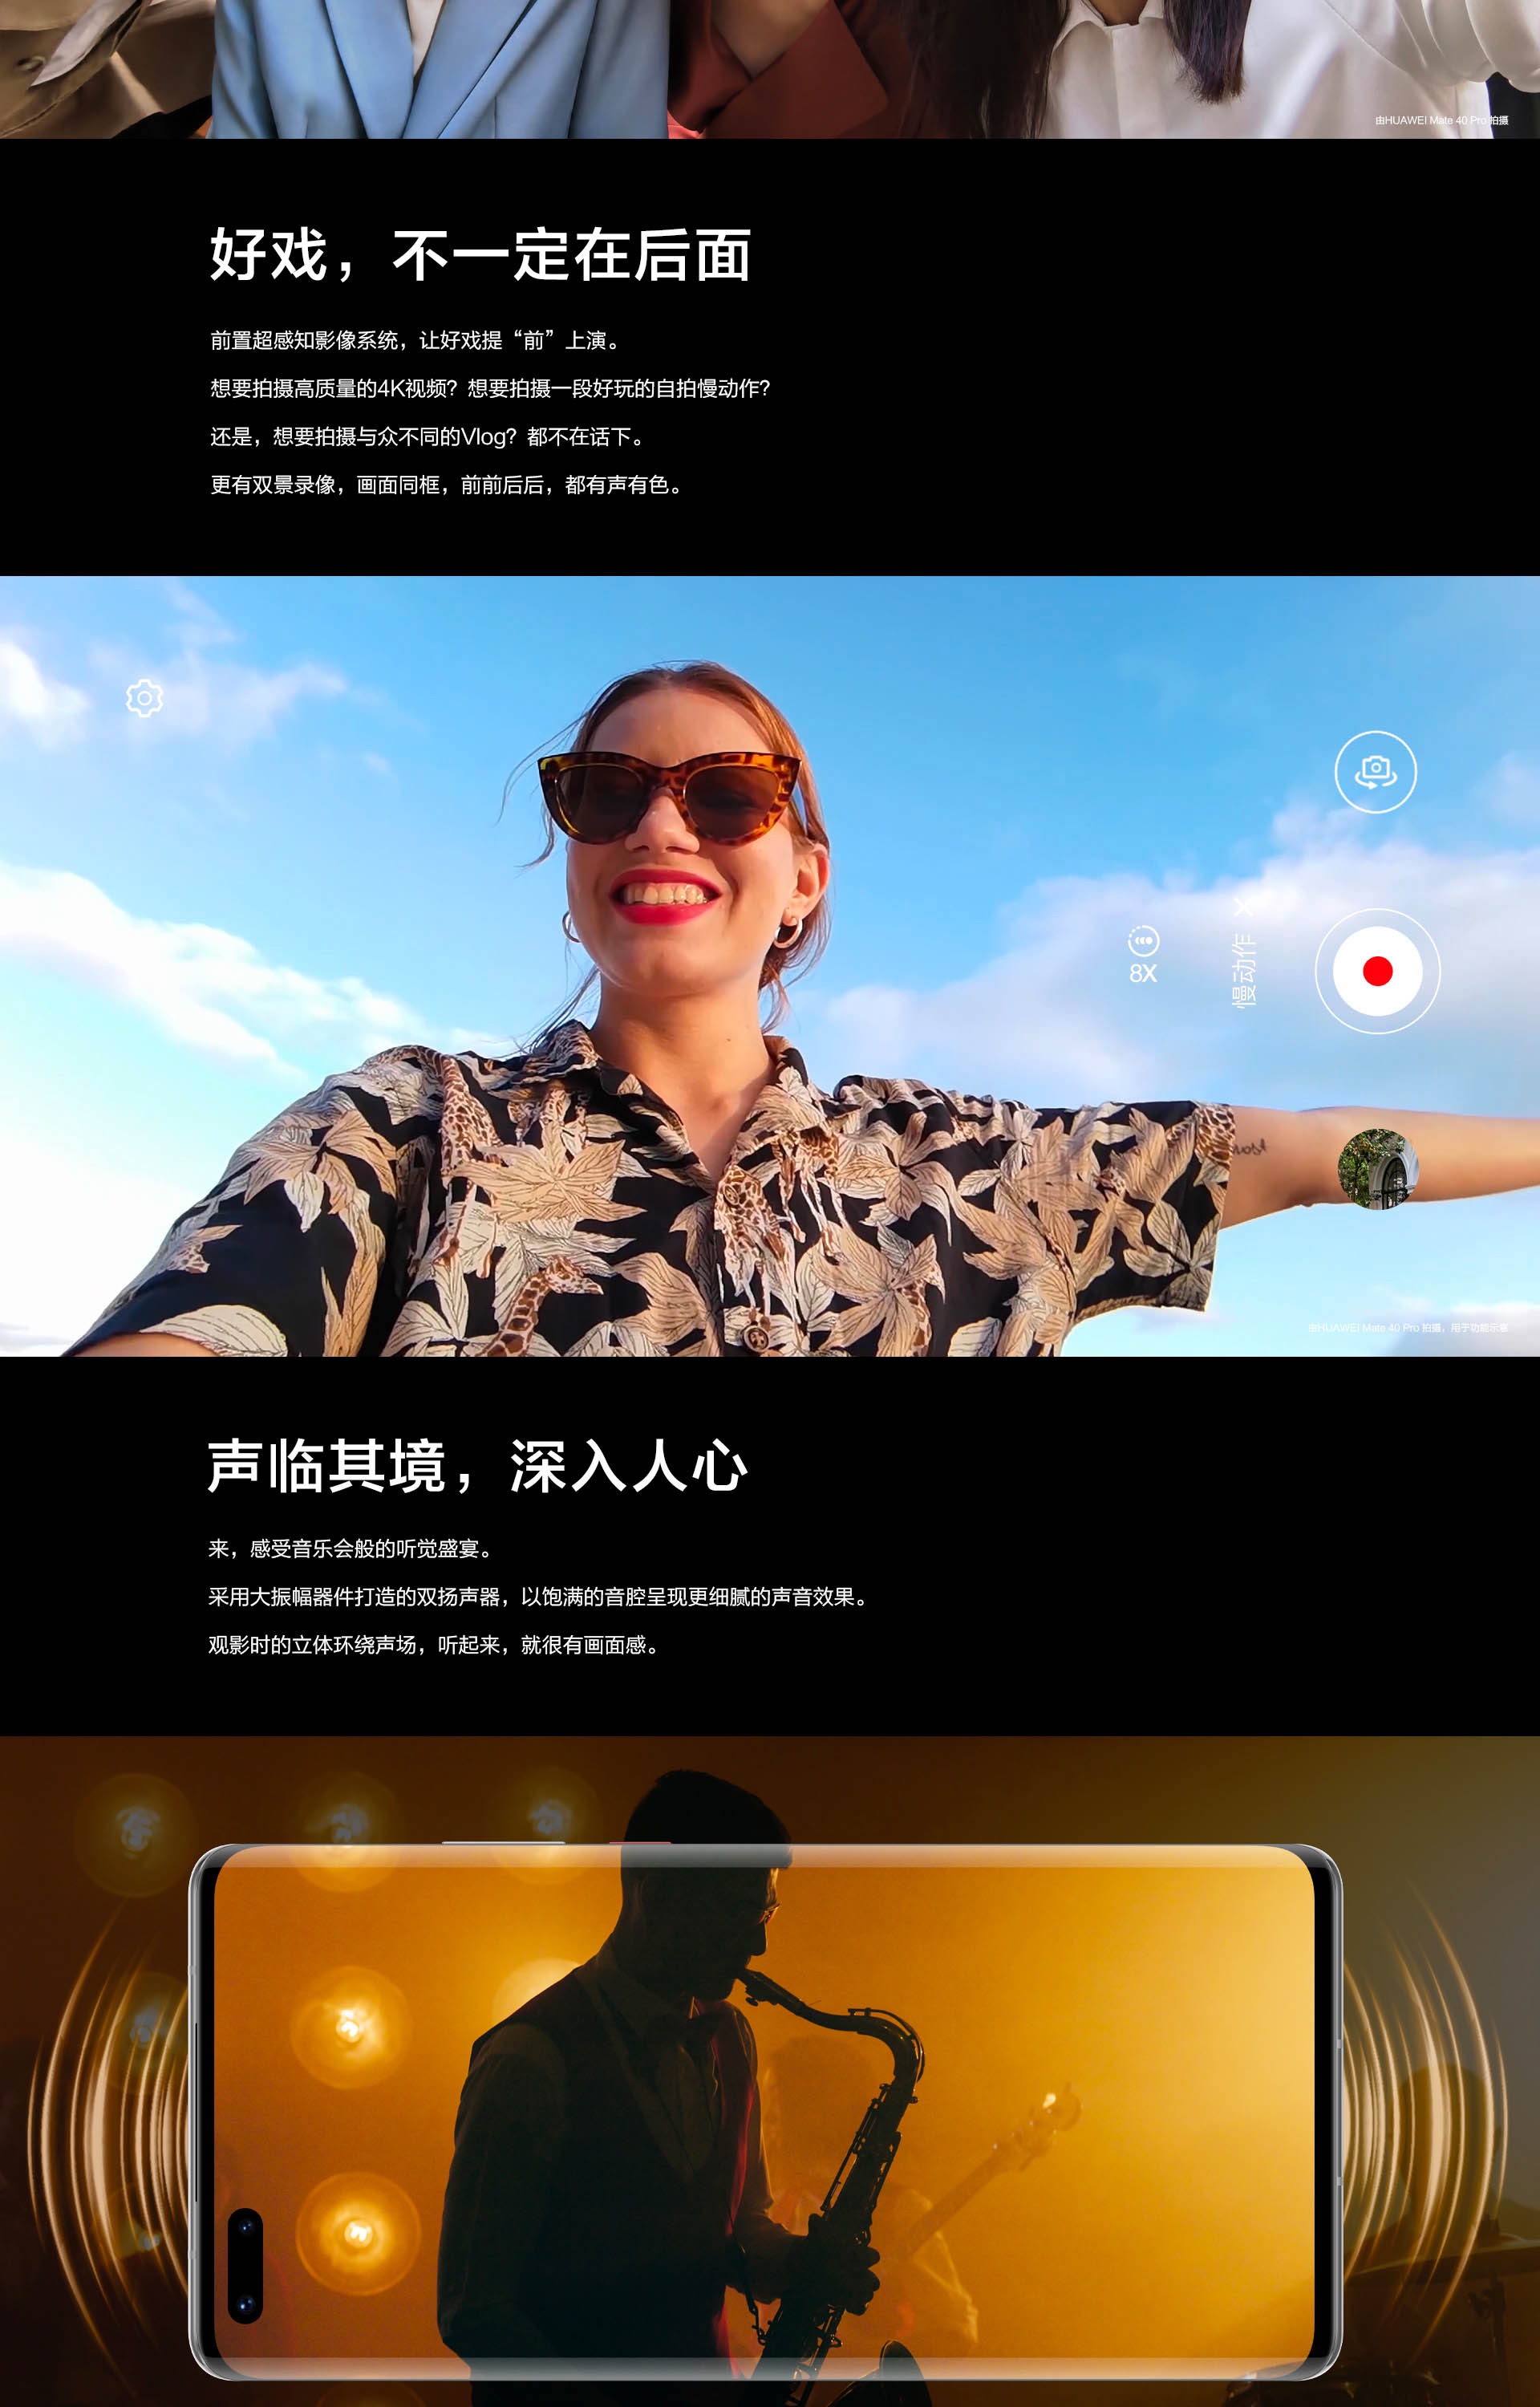 由HUAWEI Mate 40 Pro 拍摄
好戏，不一定在后面
前置超感知影像系统，让好戏提“前”上演。
想要拍摄高质量的4K视频？想要拍摄一段好玩的自拍慢动作？
还是，想要拍摄与众不同的Vlog？都不在话下。
更有双景录像，画面同框，前前后后，都有声有色。
8X
慢动作
由HUAWEI Mate 40 Pro 拍摄，用于功能示意
声临其境，深入人心
来，感受音乐会般的听觉盛宴。
采用大振幅器件打造的双扬声器，以饱满的音腔呈现更细腻的声音效果。
观影时的立体环绕声场，听起来，就很有画面感。